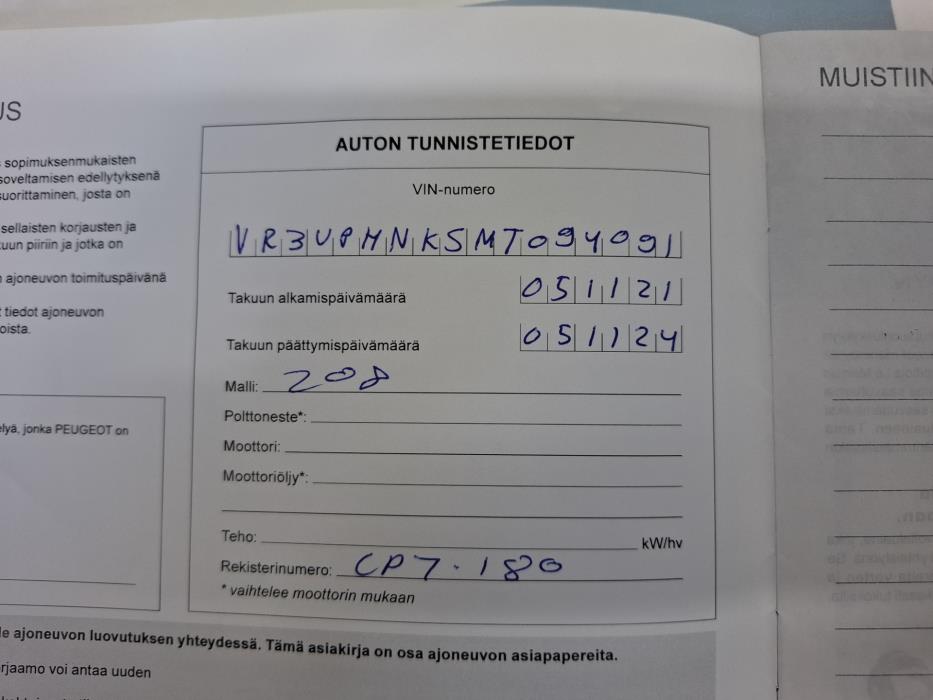 US
MUISTIIN
AUTON TUNNISTETIEDOT
sopimuksenmukaisten
soveltamisen edellytyksenä
suorittaminen, josta on
sellaisten korjausten ja
kuun piiriin ja jotka on
ajoneuvon toimituspäivänä
tiedot ajoneuvon
oista.
VIN-numero
VR3UPHNKSMT094091
Takuun alkamispäivämäärä 051121
Takuun päättymispäivämäärä 051124
Malli: 208
Polttoneste*:
Moottori:
Moottoriöljy*:
Teho: kW/hv
Rekisterinumero: CPZ-180
* vaihtelee moottorin mukaan
elyä, jonka PEUGEOT on
le ajoneuvon luovutuksen yhteydessä. Tämä asiakirja on osa ajoneuvon asiapapereita.
rjaamo voi antaa uuden